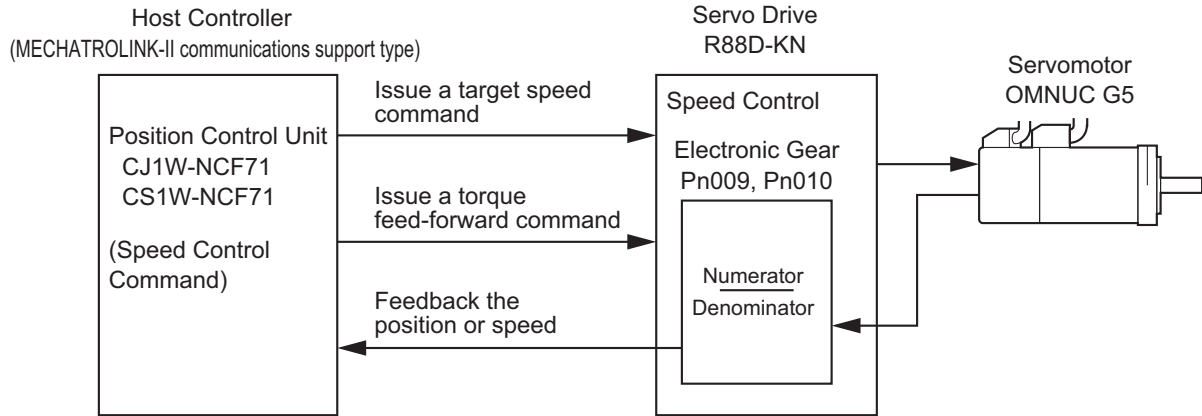 Host Controller
(MECHATROLINK-II communications support type)
Position Control Unit
CJ1W-NCF71
CS1W-NCF71
(Speed Control
Command)
Issue a target speed
command
Issue a torque
feed-forward command
Feedback the
position or speed
Servo Drive
R88D-KN
Speed Control
Electronic Gear
Pn009, Pn010
Numerator
Denominator
Servomotor
OMNUC G5